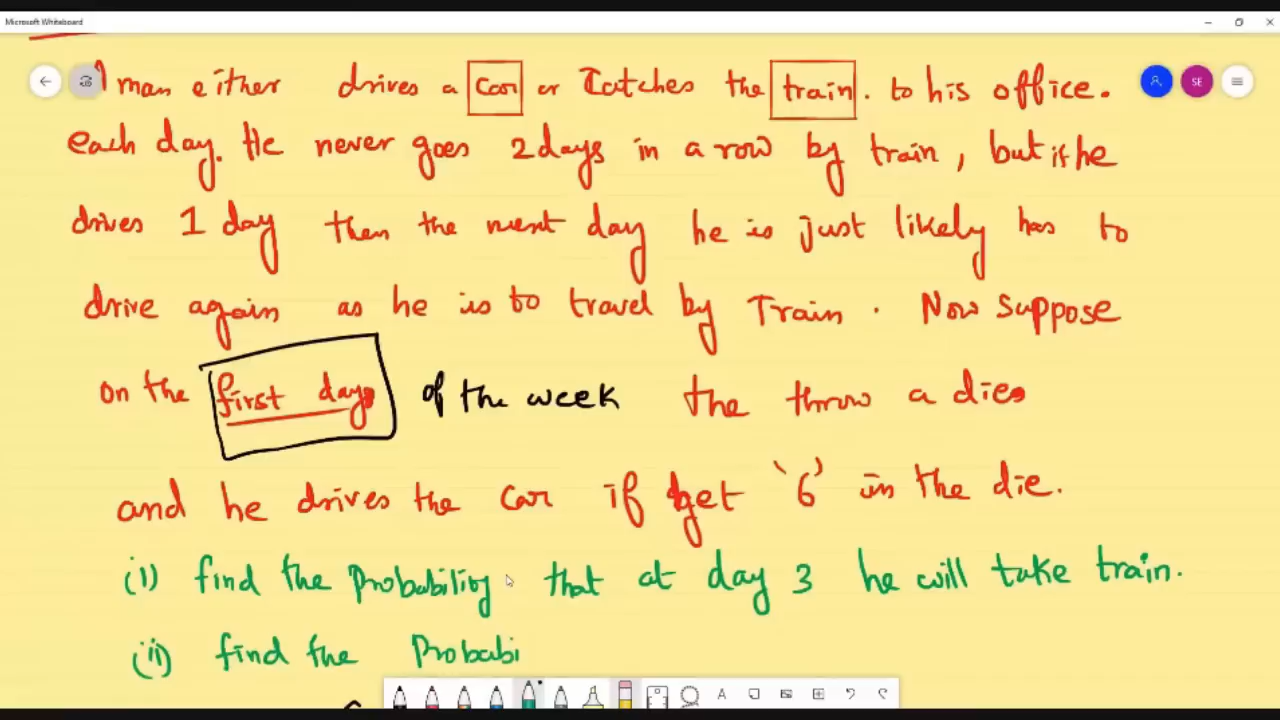 Microsoft Whiteboard
A man either drives a car or Catches the train. to his office.
SE
each day. He never goes 2 days in a row by train, but if he
drives 1 day then the next day he is just likely has to
drive again as he is to travel by Train. Now suppose
on the first days of the week the throw a dies
and he drives the car if get '6' in the die.
(i) find the Probability that at day 3 he will take train.
(ii) find the Probabi